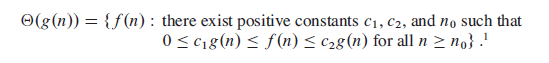 Θ(g(n)) = {f(n) : there exist positive constants c₁, c₂, and n₀ such that
0 ≤ c₁g(n) ≤ f(n) ≤ c₂g(n) for all n ≥ n₀} .¹